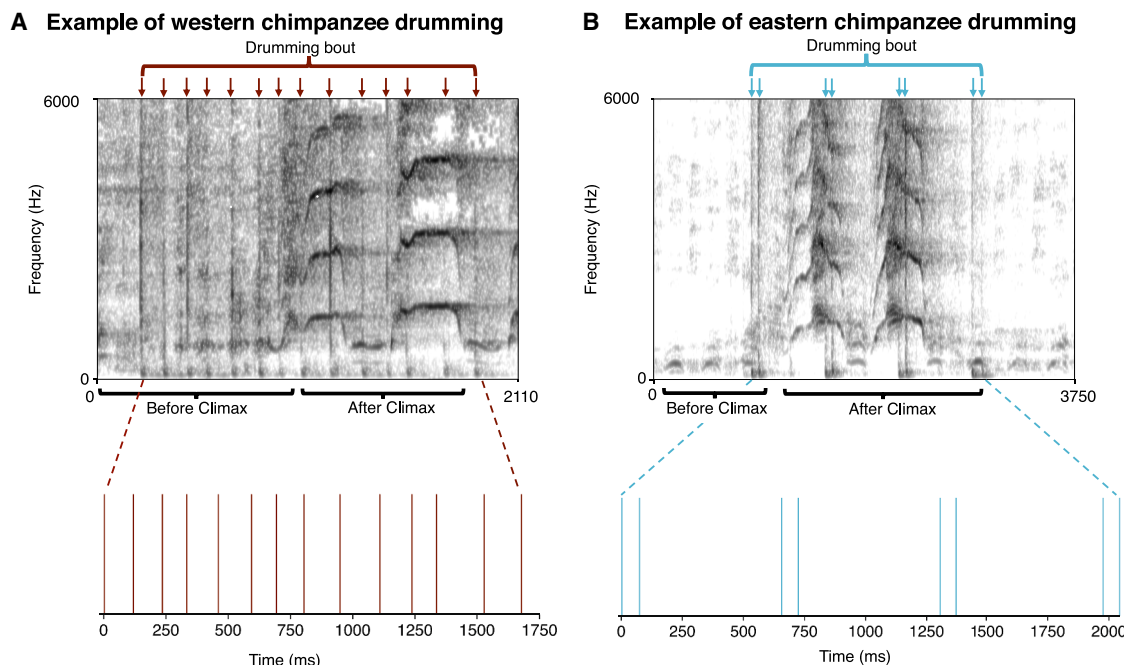 A Example of western chimpanzee drumming
Drumming bout
6000
Frequency (Hz)
0
0
2110
Before Climax
After Climax
0 250 500 750 1000 1250 1500 1750
Time (ms)
B Example of eastern chimpanzee drumming
Drumming bout
6000
Frequency (Hz)
0
0
3750
Before Climax
After Climax
0 250 500 750 1000 1250 1500 1750 2000
Time (ms)